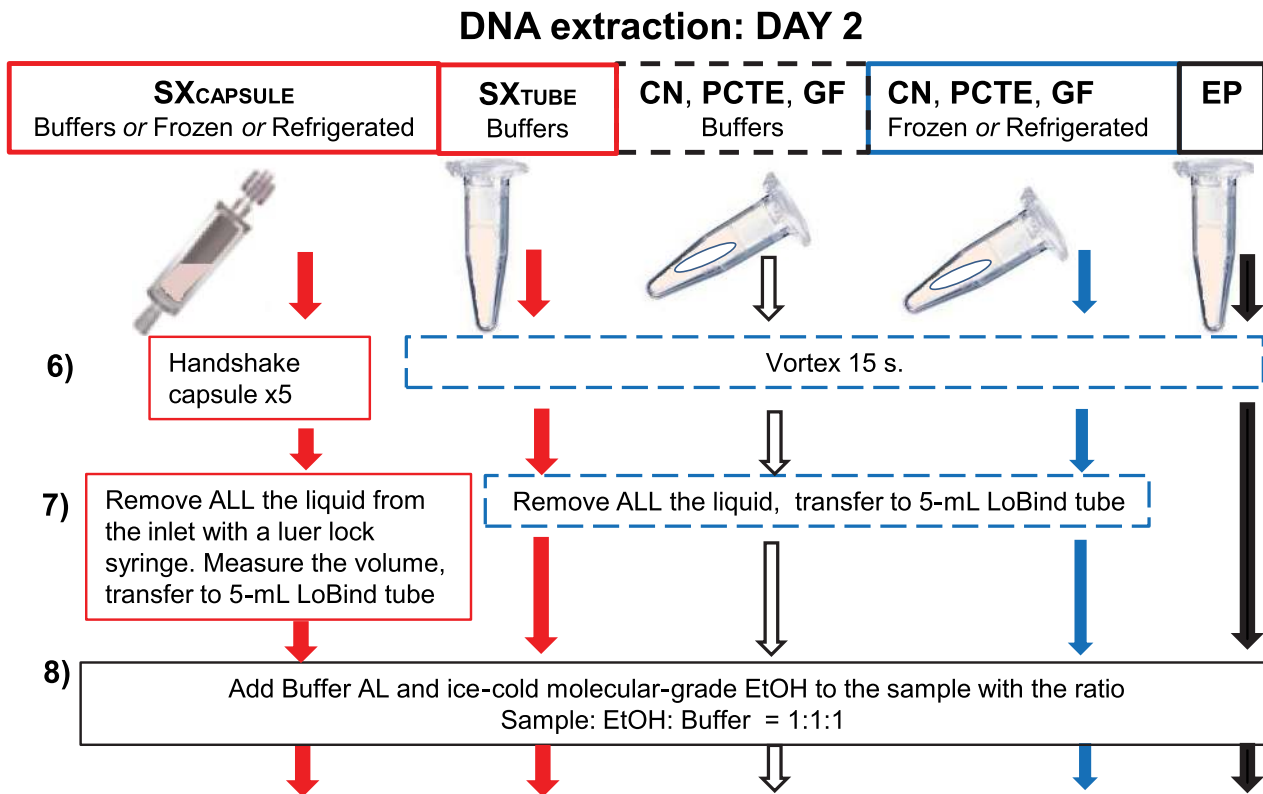 DNA extraction: DAY 2
SXCAPSULE
Buffers or Frozen or Refrigerated
SXTUBE
Buffers
CN, PCTE, GF
Buffers
CN, PCTE, GF
Frozen or Refrigerated
EP
6)
Handshake
capsule x5
Vortex 15 s.
7)
Remove ALL the liquid from
the inlet with a luer lock
syringe. Measure the volume,
transfer to 5-mL LoBind tube
Remove ALL the liquid, transfer to 5-mL LoBind tube
8)
Add Buffer AL and ice-cold molecular-grade EtOH to the sample with the ratio
Sample: EtOH: Buffer = 1:1:1